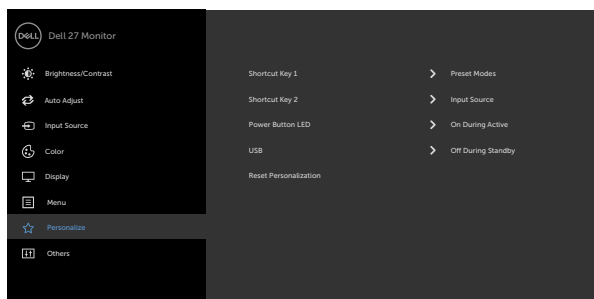 DELL Dell 27 Monitor
Brightness/Contrast Shortcut Key 1 Preset Modes
Auto Adjust Shortcut Key 2 Input Source
Input Source Power Button LED On During Active
Color USB Off During Standby
Display Reset Personalization
Menu
Personalize
Others